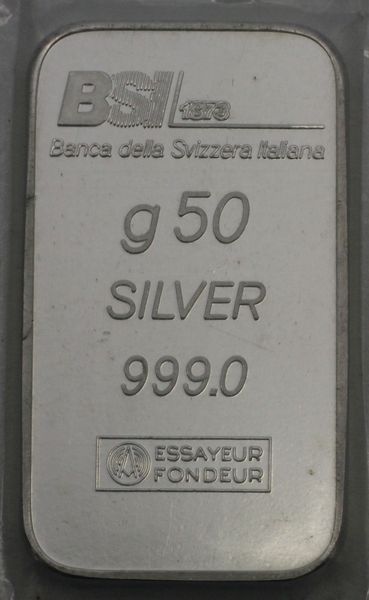 BSI 1873
Banca della Svizzera Italiana
g 50
SILVER
999.0
ESSAYEUR
FONDEUR